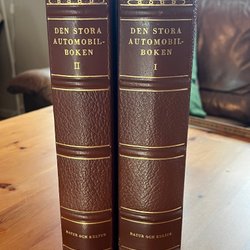 DEN STORA
AUTOMOBIL-
BOKEN
II
NATUR OCH KULTUR
DEN STORA
AUTOMOBIL-
BOKEN
I
NATUR OCH KULTUR